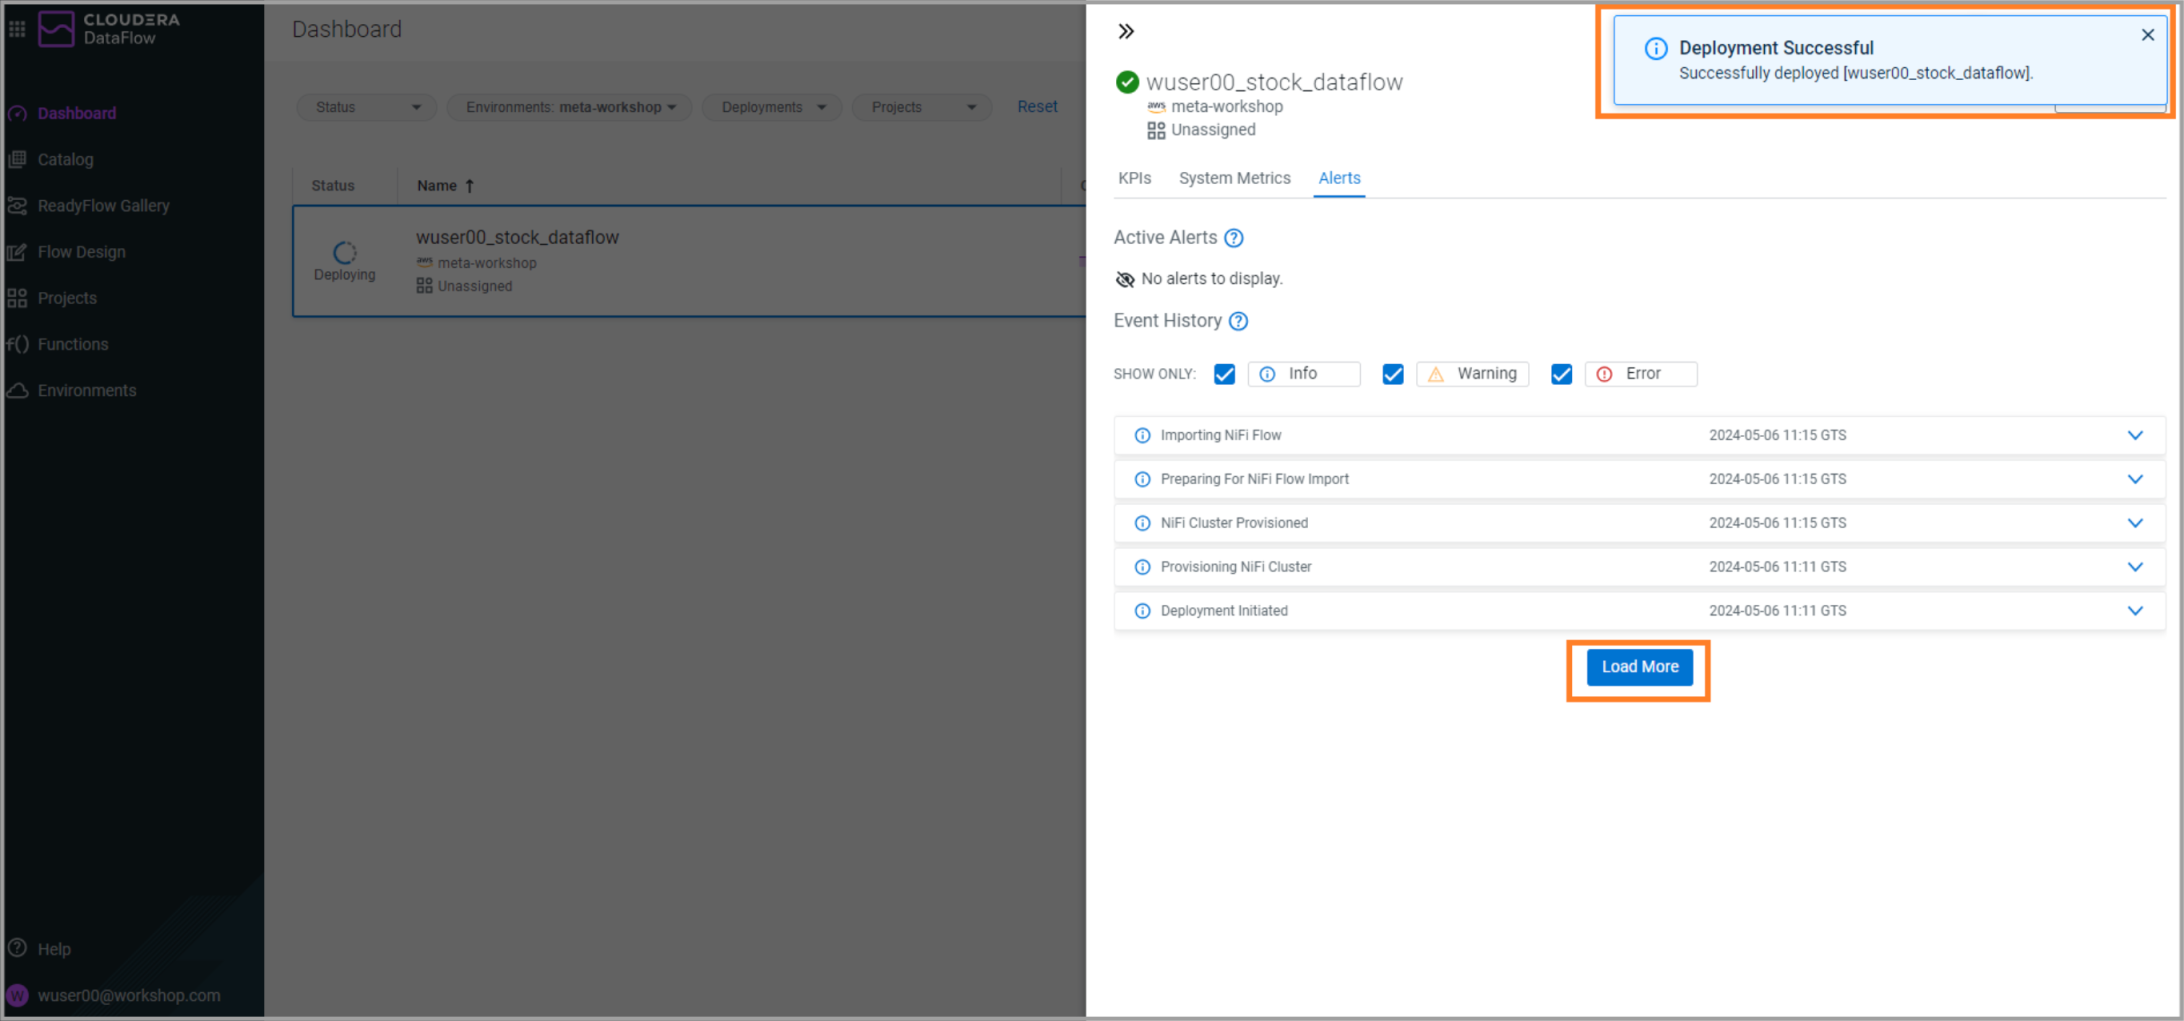 CLOUDERA
DataFlow
Dashboard
Catalog
ReadyFlow Gallery
Flow Design
Projects
Functions
Environments
Help
W wuser00@workshop.com
Dashboard
Status
Environments: meta-workshop
Deployments
Projects
Reset
Status
Name
Deploying
wuser00_stock_dataflow
aws meta-workshop
Unassigned
wuser00_stock_dataflow
aws meta-workshop
Unassigned
Deployment Successful
Successfully deployed [wuser00_stock_dataflow].
KPIs System Metrics Alerts
Active Alerts
No alerts to display.
Event History
SHOW ONLY: Info Warning Error
Importing NiFi Flow 2024-05-06 11:15 GTS
Preparing For NiFi Flow Import 2024-05-06 11:15 GTS
NiFi Cluster Provisioned 2024-05-06 11:15 GTS
Provisioning NiFi Cluster 2024-05-06 11:11 GTS
Deployment Initiated 2024-05-06 11:11 GTS
Load More